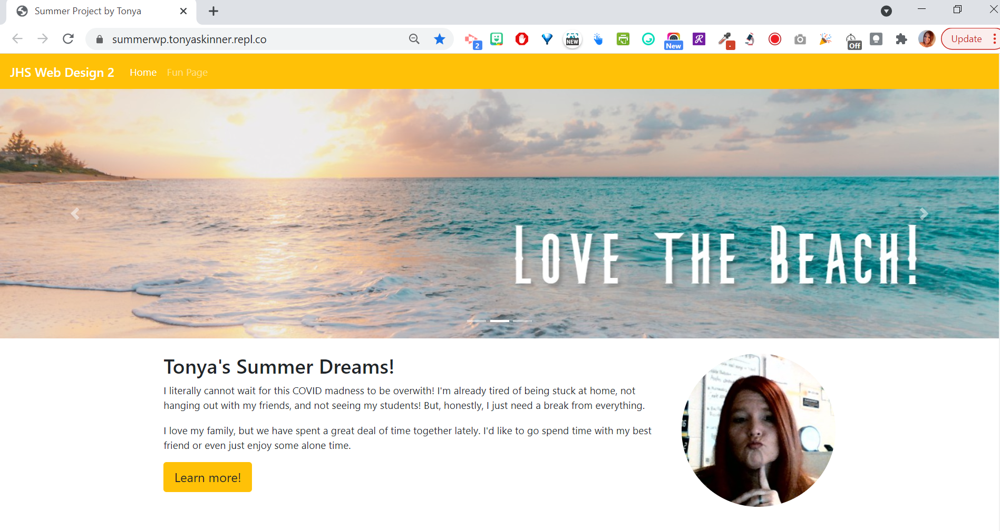 Summer Project by Tonya
summerwp.tonyaskinner.repl.co
2
NEW
New
Off
Update
JHS Web Design 2 Home Fun Page
Love the Beach!
Tonya's Summer Dreams!
I literally cannot wait for this COVID madness to be overwith! I'm already tired of being stuck at home, not
hanging out with my friends, and not seeing my students! But, honestly, I just need a break from everything.
I love my family, but we have spent a great deal of time together lately. I'd like to go spend time with my best
friend or even just enjoy some alone time.
Learn more!